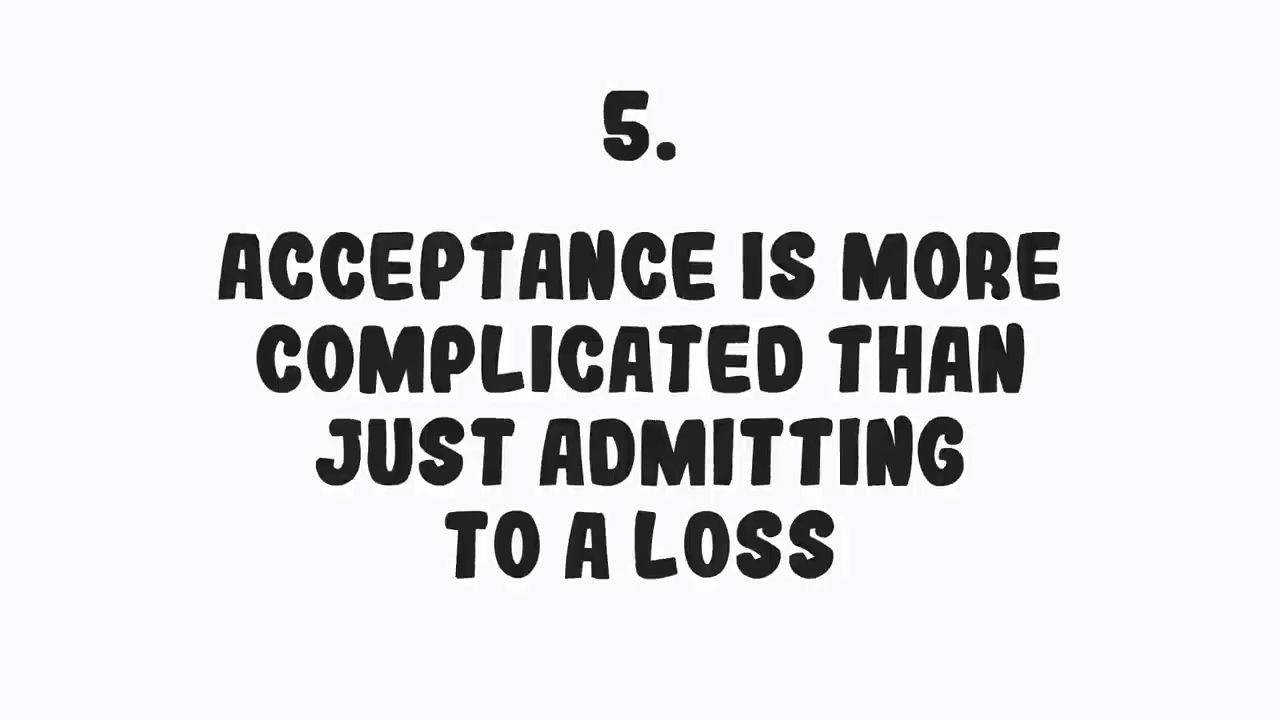 5.
ACCEPTANCE IS MORE
COMPLICATED THAN
JUST ADMITTING
TO A LOSS